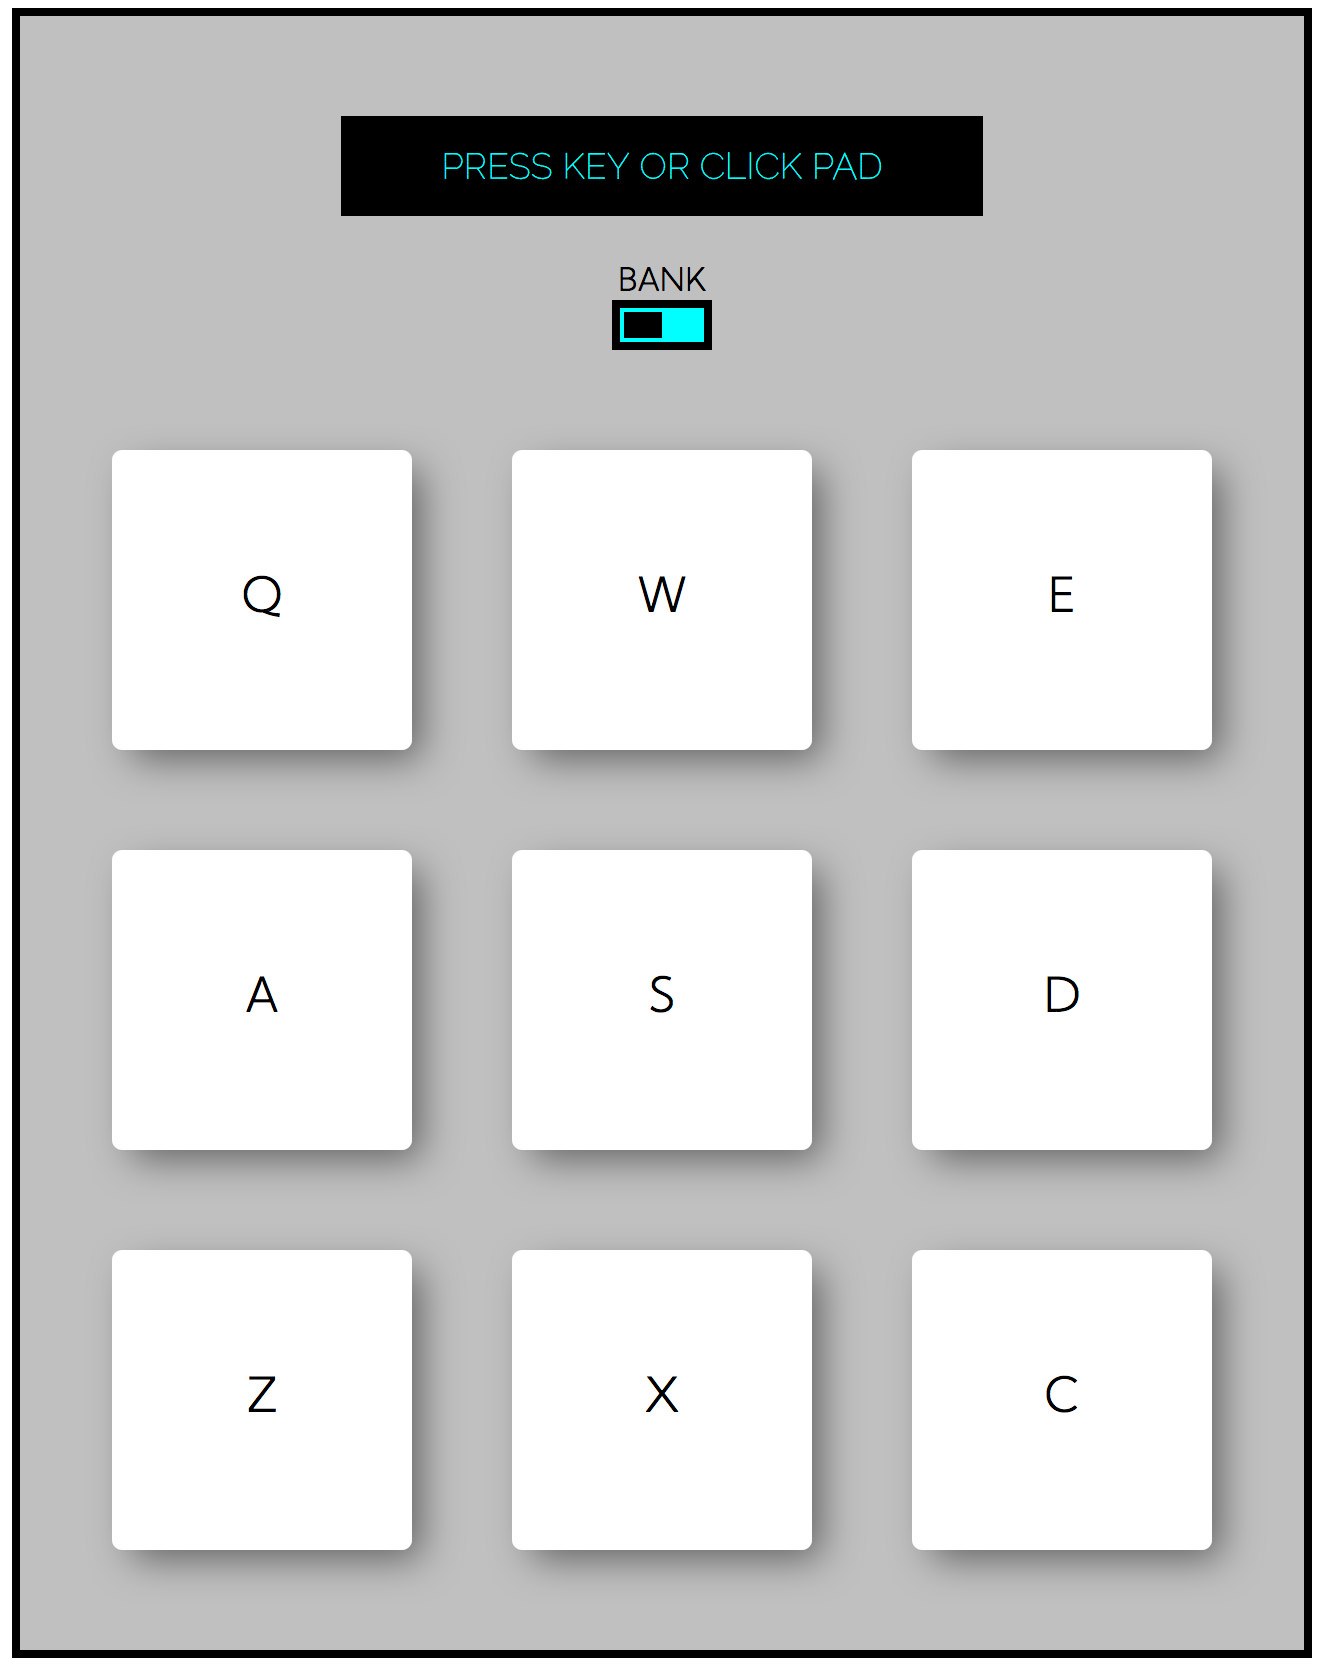 PRESS KEY OR CLICK PAD
BANK
Q W E
A S D
Z X C